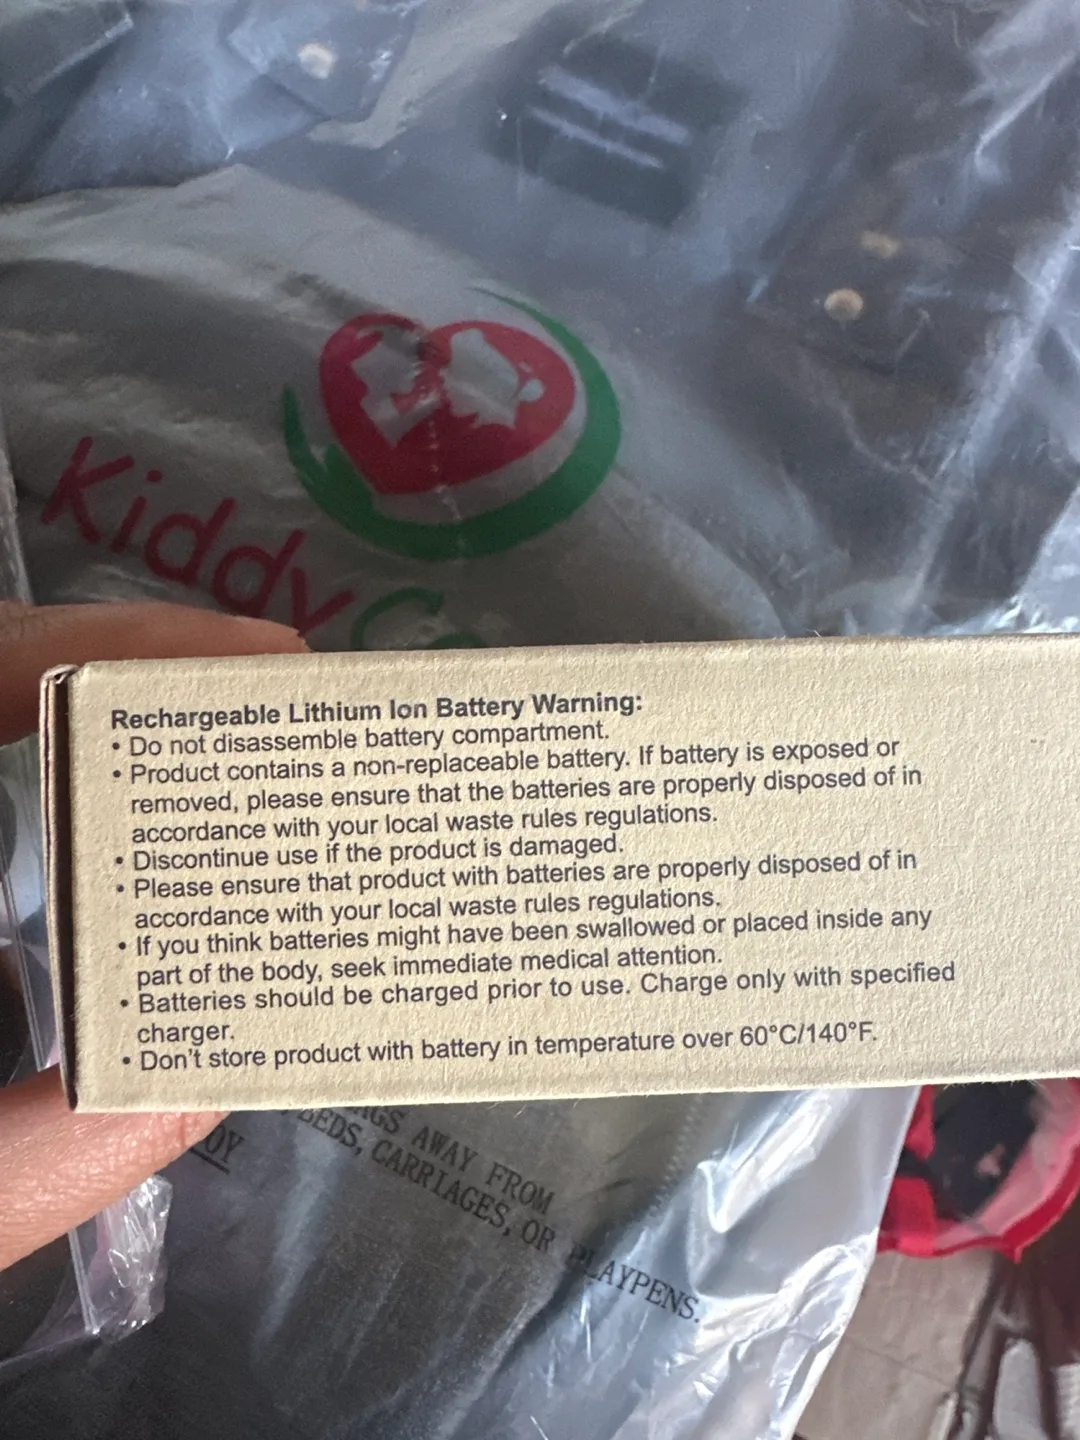 Kiddy
Rechargeable Lithium Ion Battery Warning:
• Do not disassemble battery compartment.
• Product contains a non-replaceable battery. If battery is exposed or
removed, please ensure that the batteries are properly disposed of in
accordance with your local waste rules regulations.
• Discontinue use if the product is damaged.
• Please ensure that product with batteries are properly disposed of in
accordance with your local waste rules regulations.
• If you think batteries might have been swallowed or placed inside any
part of the body, seek immediate medical attention.
• Batteries should be charged prior to use. Charge only with specified
charger.
• Don't store product with battery in temperature over 60°C/140°F.
AWAY FROM
BEDS, CARRIAGES, OR PLAYPENS.